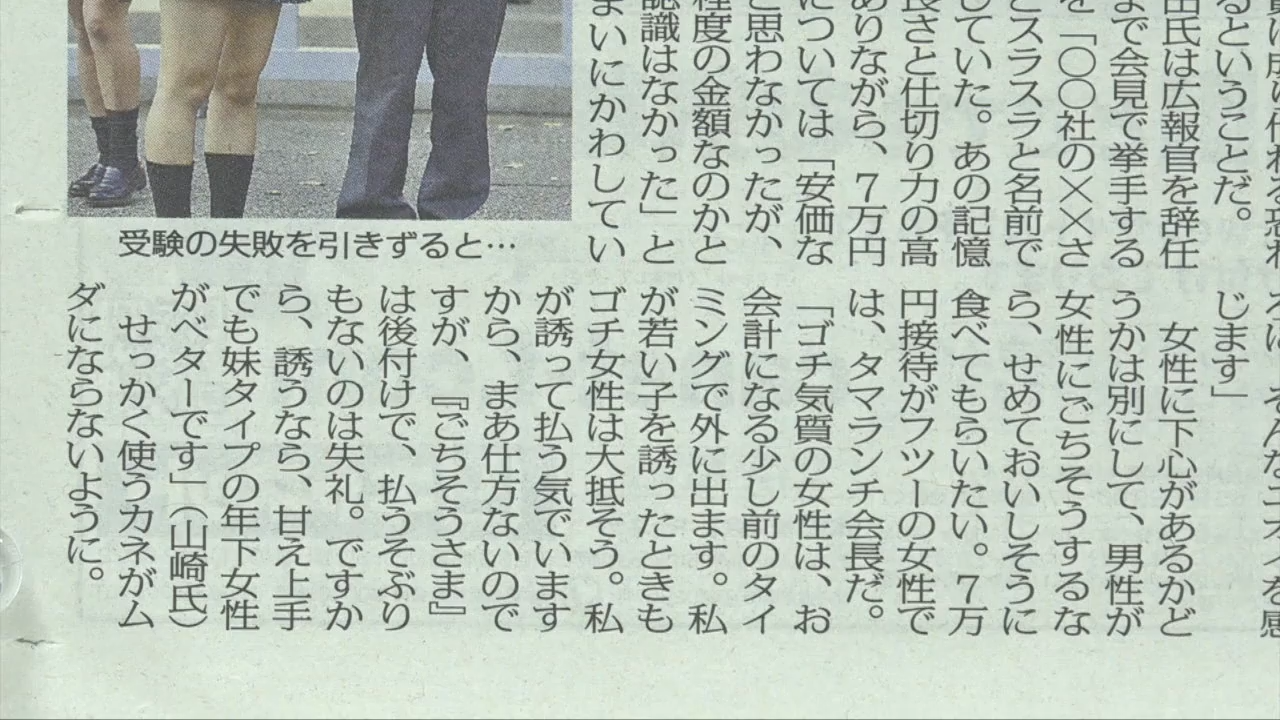 るということだ。
田氏は広報官を辞任
まで会見で挙手する
を「〇〇社の××さ
とスラスラと名前で
していた。あの記憶
長さと仕切り力の高
ありながら、7万円
については「安価な
と思わなかったが、
程度の金額なのかと
認識はなかった」と
まいにかわしてい
受験の失敗を引きずると…
じます」
女性に下心があるかど
うかは別にして、男性が
女性にごちそうするな
ら、せめておいしそうに
食べてもらいたい。7万
円接待がフツーの女性で
は、タマランチ会長だ。
「ゴチ気質の女性は、お
会計になる少し前のタイ
ミングで外に出ます。私
が若い子を誘ったときも
ゴチ女性は大抵そう。私
が誘って払う気でいます
から、まあ仕方ないので
すが、『ごちそうさま』
は後付けで、払うそぶり
もないのは失礼。ですか
ら、誘うなら、甘え上手
でも妹タイプの年下女性
がベターです」(山崎氏)
せっかく使うカネがム
ダにならないように。